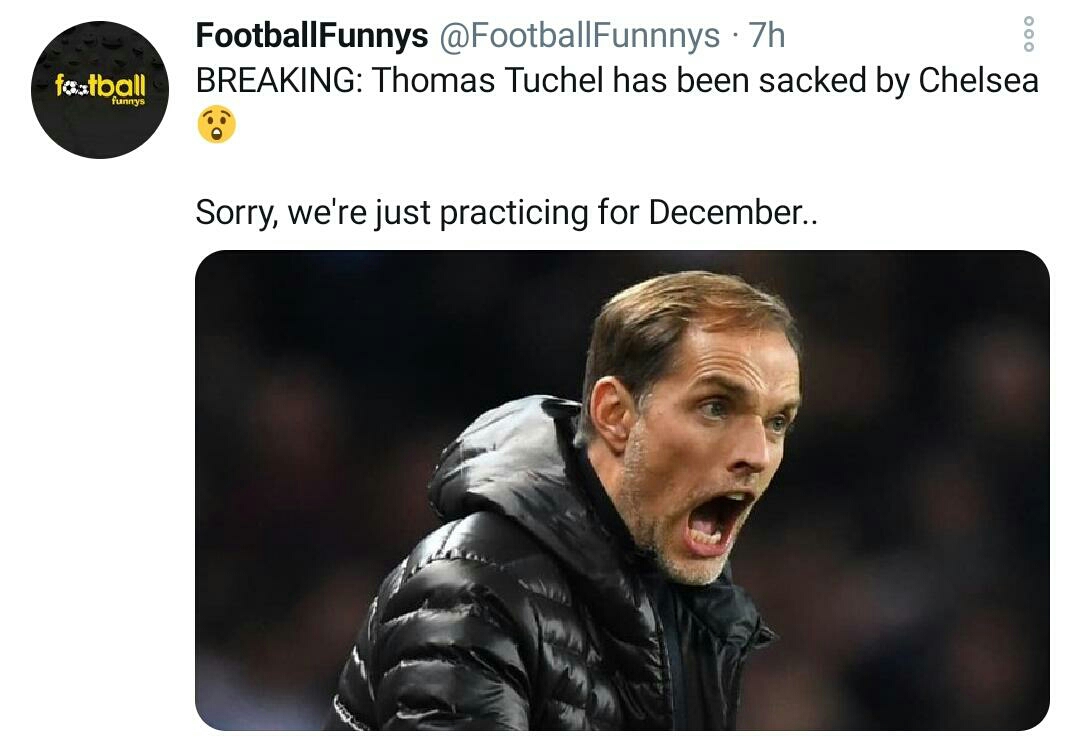 FootballFunnys @FootballFunnnys · 7h
football
funnys
BREAKING: Thomas Tuchel has been sacked by Chelsea
😲
Sorry, we're just practicing for December..